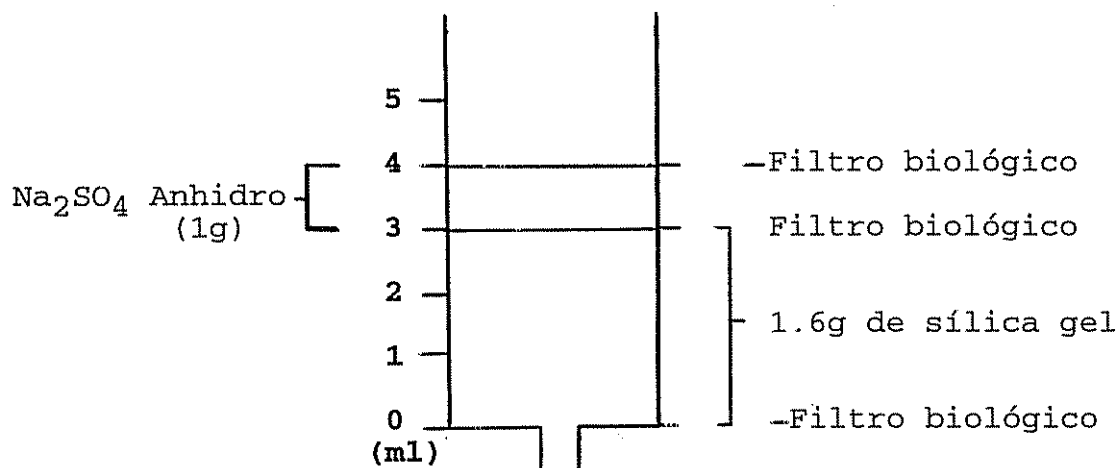 5
4
Filtro biológico
Na₂SO₄ Anhidro
(1g)
3
Filtro biológico
2
1.6g de sílica gel
1
0
Filtro biológico
(ml)